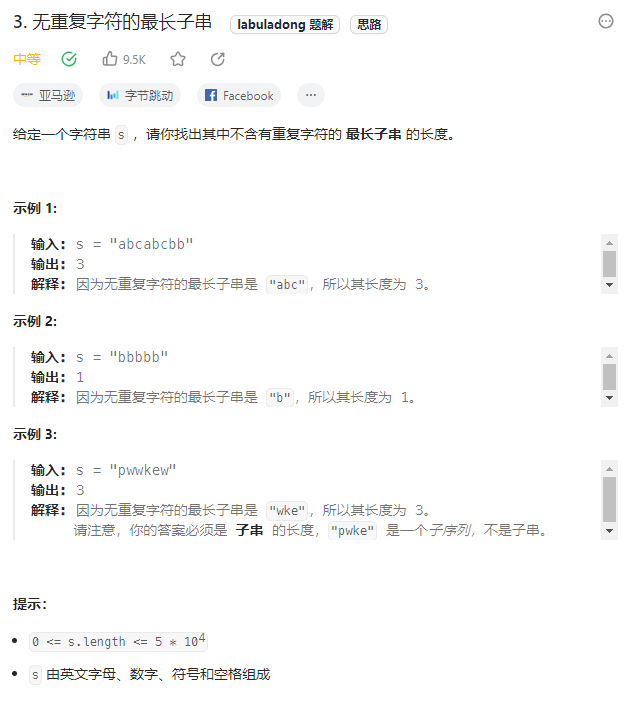 3. 无重复字符的最长子串 labuladong 题解 思路
中等 9.5K
亚马逊 字节跳动 Facebook ...
给定一个字符串 s ，请你找出其中不含有重复字符的 最长子串 的长度。
示例 1:
输入: s = "abcabcbb"
输出: 3
解释: 因为无重复字符的最长子串是 "abc"，所以其长度为 3。
示例 2:
输入: s = "bbbbb"
输出: 1
解释: 因为无重复字符的最长子串是 "b"，所以其长度为 1。
示例 3:
输入: s = "pwwkew"
输出: 3
解释: 因为无重复字符的最长子串是 "wke"，所以其长度为 3。
请注意，你的答案必须是 子串 的长度，"pwke" 是一个子序列，不是子串。
提示：
• 0 <= s.length <= 5 * 10⁴
• s 由英文字母、数字、符号和空格组成